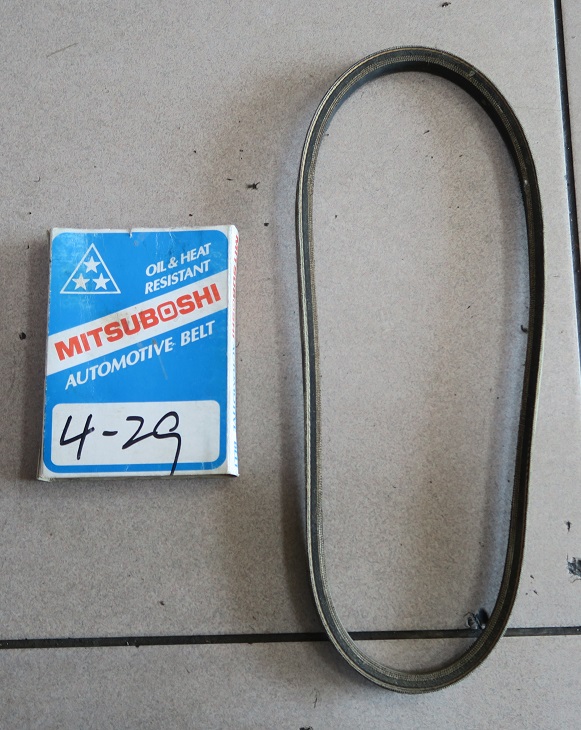 OIL & HEAT
RESISTANT
MITSUBOSHI
AUTOMOTIVE BELT
4-29